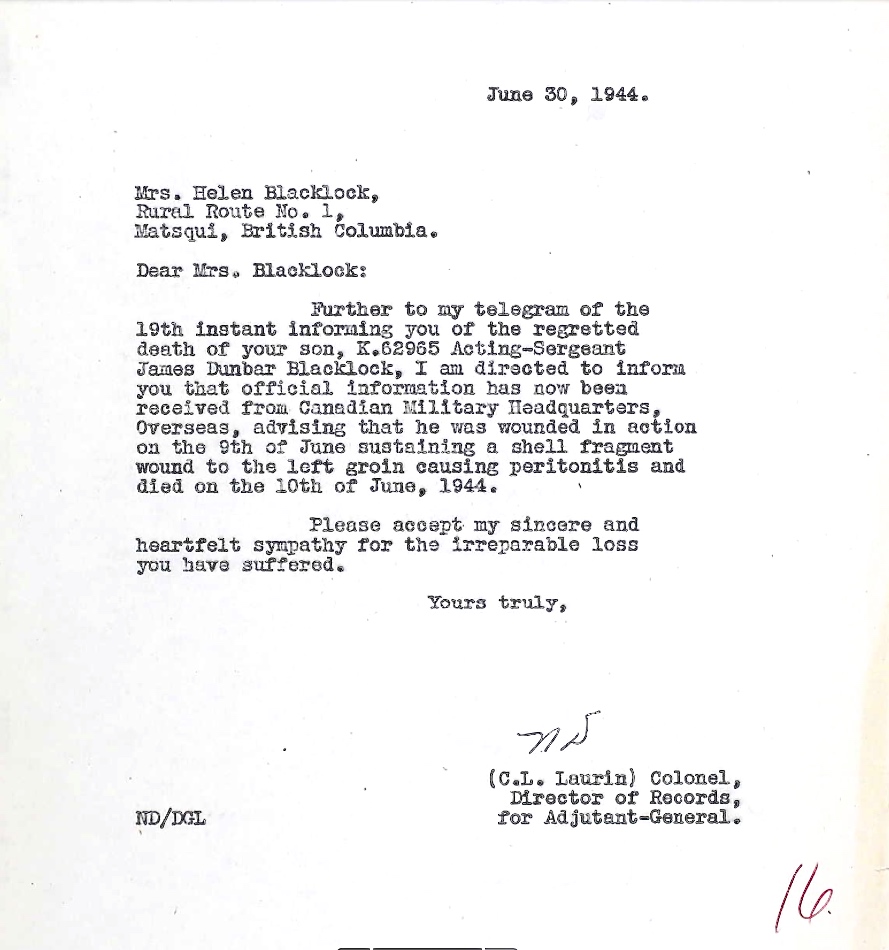 June 30, 1944.
Mrs. Helen Blacklock,
Rural Route No. 1,
Matsqui, British Columbia.
Dear Mrs. Blacklock:
Further to my telegram of the
19th instant informing you of the regretted
death of your son, K.62965 Acting-Sergeant
James Dunbar Blacklock, I am directed to inform
you that official information has now been
received from Canadian Military Headquarters,
Overseas, advising that he was wounded in action
on the 9th of June sustaining a shell fragment
wound to the left groin causing peritonitis and
died on the 10th of June, 1944.
Please accept my sincere and
heartfelt sympathy for the irreparable loss
you have suffered.
Yours truly,
ND
(C.L. Laurin) Colonel,
Director of Records,
for Adjutant-General.
ND/DGL
16.